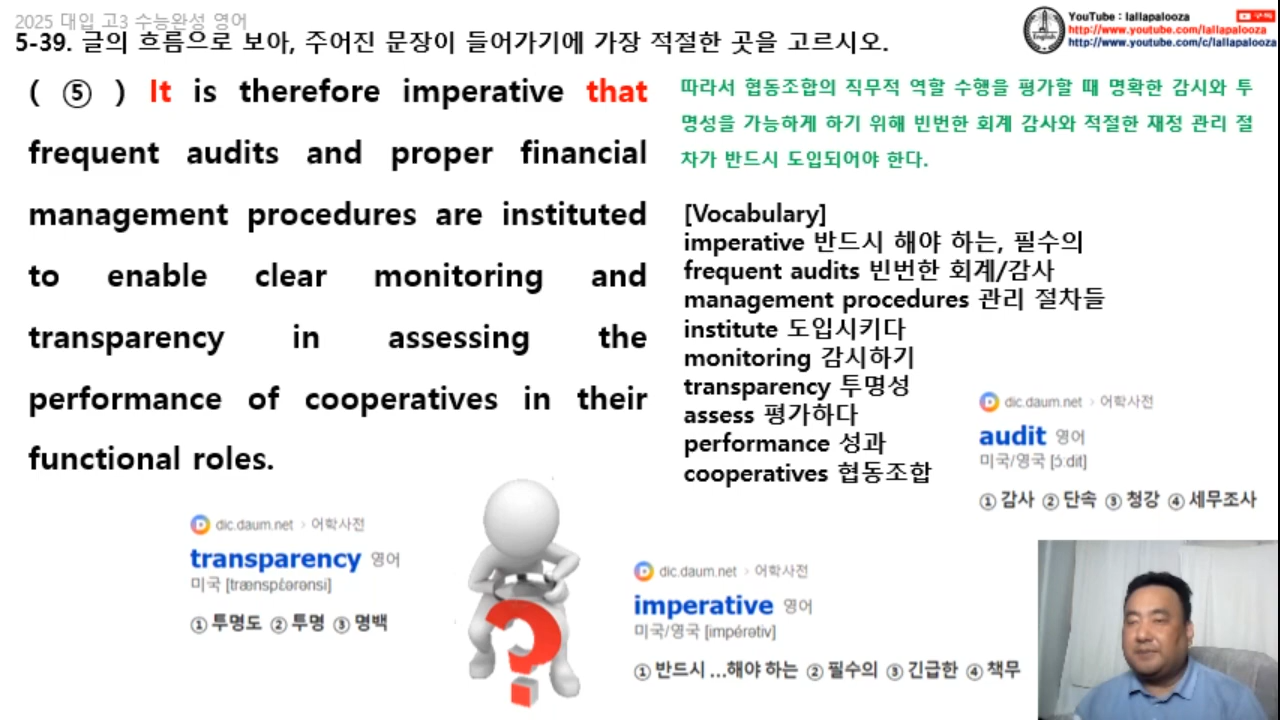 2025 대입 고3 수능완성 영어
5-39. 글의 흐름으로 보아, 주어진 문장이 들어가기에 가장 적절한 곳을 고르시오.
YouTube : lallapalooza
http://www.youtube.com/lallapalooza
http://www.youtube.com/c/lallapalooza
( ⑤ ) It is therefore imperative that
frequent audits and proper financial
management procedures are instituted
to enable clear monitoring and
transparency in assessing the
performance of cooperatives in their
functional roles.
따라서 협동조합의 직무적 역할 수행을 평가할 때 명확한 감시와 투
명성을 가능하게 하기 위해 빈번한 회계 감사와 적절한 재정 관리 절
차가 반드시 도입되어야 한다.
[Vocabulary]
imperative 반드시 해야 하는, 필수의
frequent audits 빈번한 회계/감사
management procedures 관리 절차들
institute 도입시키다
monitoring 감시하기
transparency 투명성
assess 평가하다
performance 성과
cooperatives 협동조합
dic.daum.net › 어학사전
audit 영어
미국/영국 [ɔ́ːdit]
① 감사 ② 단속 ③ 청강 ④ 세무조사
dic.daum.net › 어학사전
transparency 영어
미국 [trænspέərənsi]
① 투명도 ② 투명 ③ 명백
dic.daum.net › 어학사전
imperative 영어
미국/영국 [impérətiv]
① 반드시 ...해야 하는 ② 필수의 ③ 긴급한 ④ 책무